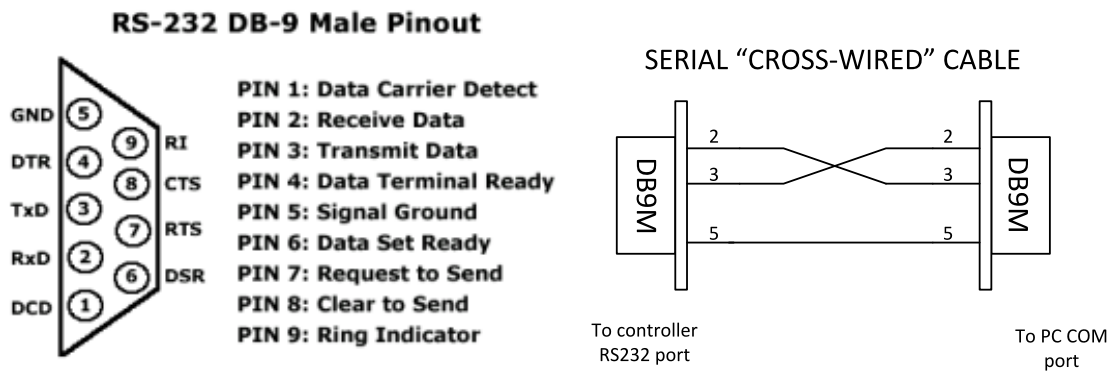 RS-232 DB-9 Male Pinout
GND
5
9
RI
DTR
4
8
CTS
TxD
3
7
RTS
RxD
2
6
DSR
DCD
1
PIN 1: Data Carrier Detect
PIN 2: Receive Data
PIN 3: Transmit Data
PIN 4: Data Terminal Ready
PIN 5: Signal Ground
PIN 6: Data Set Ready
PIN 7: Request to Send
PIN 8: Clear to Send
PIN 9: Ring Indicator
SERIAL “CROSS-WIRED” CABLE
DB9M
2
3
5
2
3
5
DB9M
To controller
RS232 port
To PC COM
port